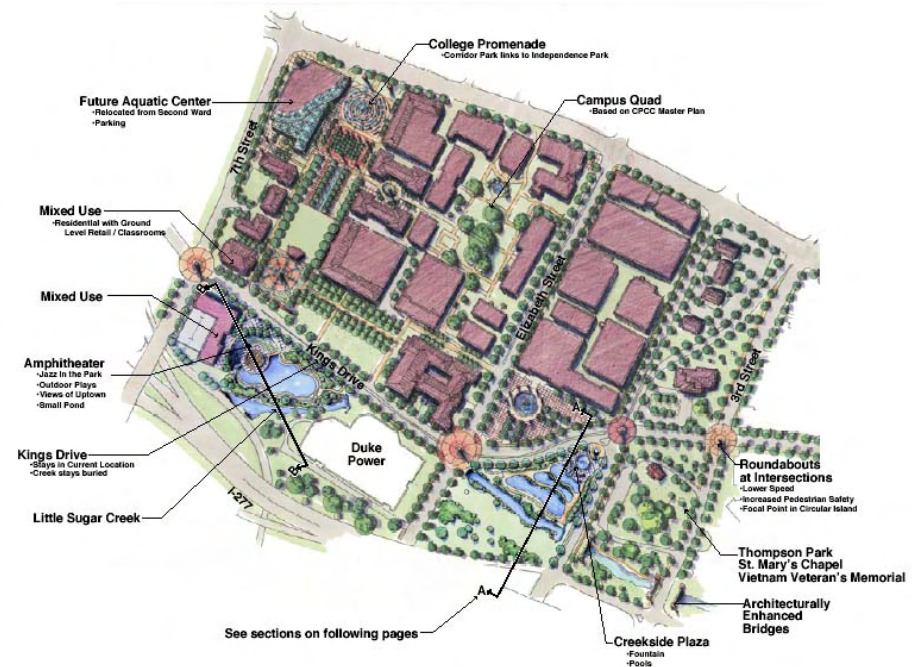 College Promenade
•Corridor Park links to Independence Park
Future Aquatic Center
•Relocated from Second Ward
•Parking
Campus Quad
•Based on CPCC Master Plan
7th Street
Mixed Use
•Residential with Ground
Level Retail / Classrooms
B
Mixed Use
Elizabeth Street
Kings Drive
3rd Street
Amphitheater
•Jazz In the Park
•Outdoor Plays
•Views of Uptown
•Small Pond
A
Duke
Power
Kings Drive
•Stays in Current Location
•Creek stays buried
B
Roundabouts
at Intersections
•Lower Speed
•Increased Pedestrian Safety
•Focal Point in Circular Island
I-277
Little Sugar Creek
Thompson Park
St. Mary's Chapel
Vietnam Veteran's Memorial
A
Architecturally
Enhanced
Bridges
See sections on following pages
Creekside Plaza
•Fountain
•Pools